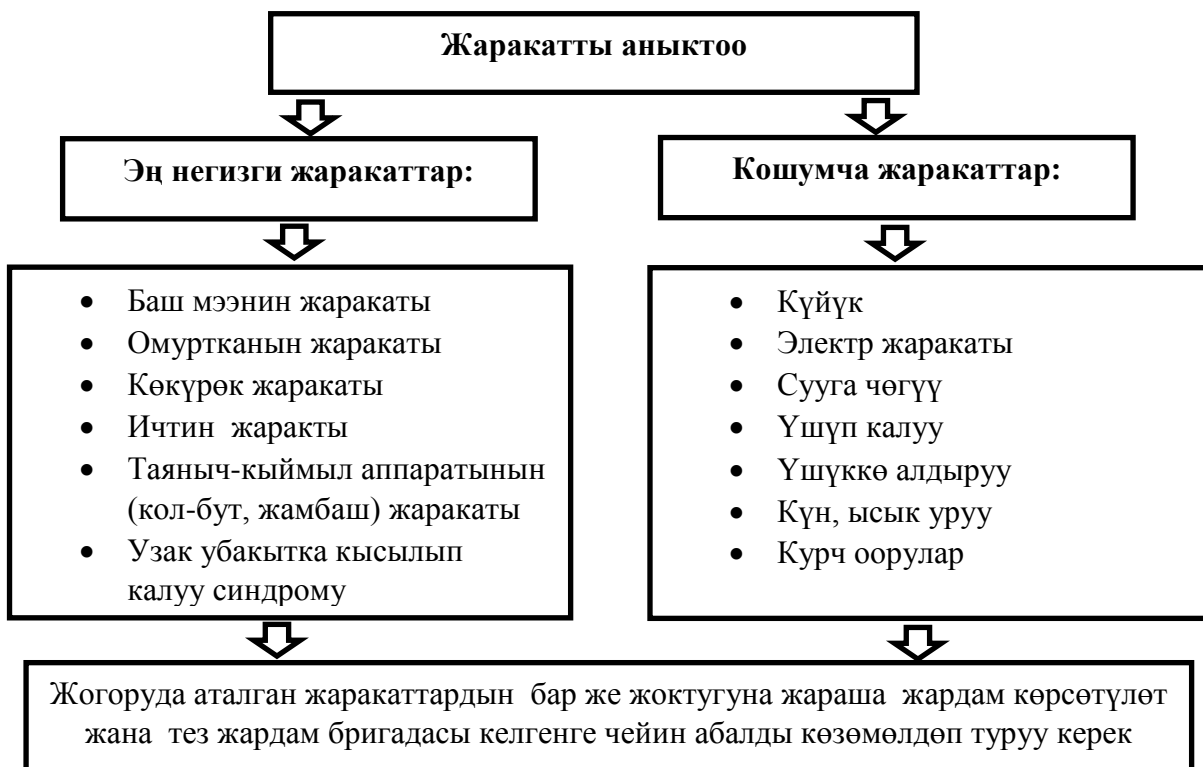 Жаракатты аныктоо
Эң негизги жаракаттар:
• Баш мээнин жаракаты
• Омуртканын жаракаты
• Көкүрөк жаракаты
• Ичтин жаракты
• Таяныч-кыймыл аппаратынын
(кол-бут, жамбаш) жаракаты
• Узак убакытка кысылып
калуу синдрому
Кошумча жаракаттар:
• Күйүк
• Электр жаракаты
• Сууга чөгүү
• Үшүп калуу
• Үшүккө алдыруу
• Күн, ысык уруу
• Курч оорулар
Жогоруда аталган жаракаттардын бар же жоктугуна жараша жардам көрсөтүлөт
жана тез жардам бригадасы келгенге чейин абалды көзөмөлдөп туруу керек